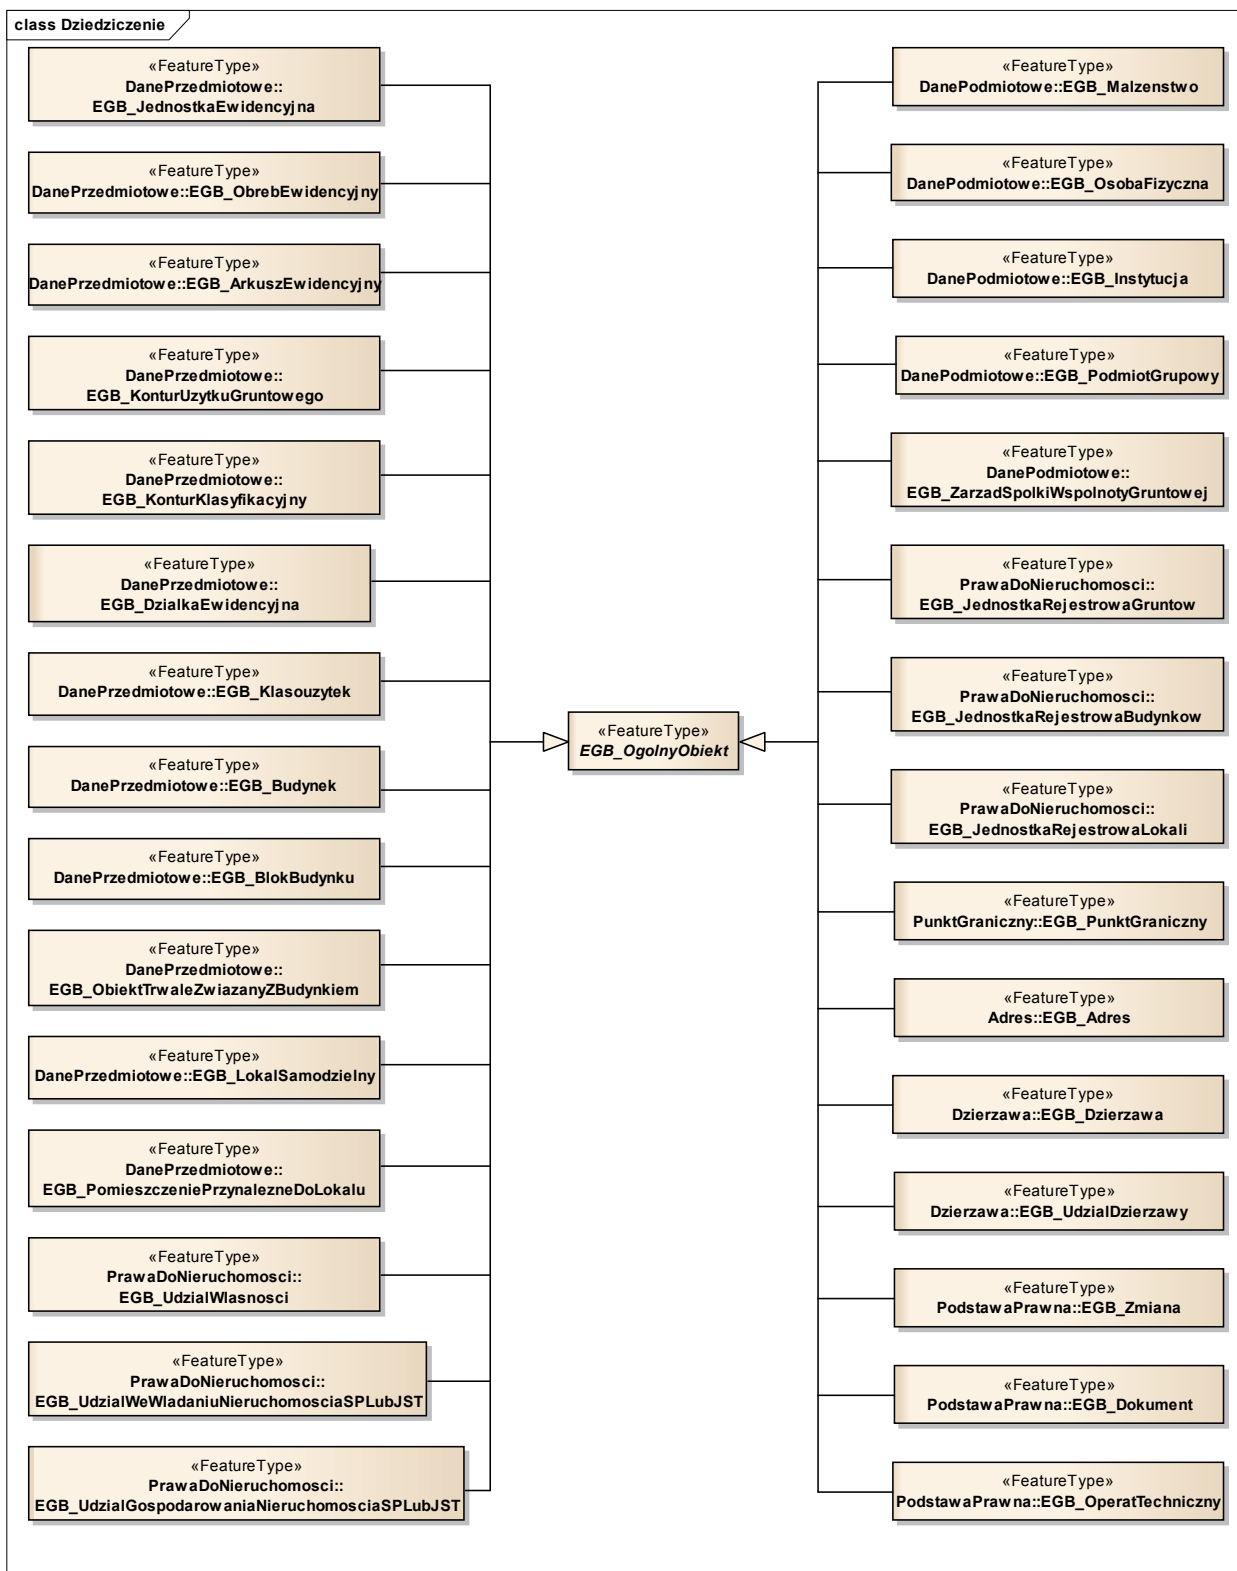 class Dziedziczenie
«FeatureType»
DanePrzedmiotowe::
EGB_JednostkaEwidencyjna
«FeatureType»
DanePrzedmiotowe::EGB_ObrebEwidencyjny
«FeatureType»
DanePrzedmiotowe::EGB_ArkuszEwidencyjny
«FeatureType»
DanePrzedmiotowe::
EGB_KonturUzytkuGruntowego
«FeatureType»
DanePrzedmiotowe::
EGB_KonturKlasyfikacyjny
«FeatureType»
DanePrzedmiotowe::
EGB_DzialkaEwidencyjna
«FeatureType»
DanePrzedmiotowe::EGB_Klasouzytek
«FeatureType»
DanePrzedmiotowe::EGB_Budynek
«FeatureType»
DanePrzedmiotowe::EGB_BlokBudynku
«FeatureType»
DanePrzedmiotowe::
EGB_ObiektTrwaleZwiazanyZBudynkiem
«FeatureType»
DanePrzedmiotowe::EGB_LokalSamodzielny
«FeatureType»
DanePrzedmiotowe::
EGB_PomieszczeniePrzynalezneDoLokalu
«FeatureType»
PrawaDoNieruchomosci::
EGB_UdzialWlasnosci
«FeatureType»
PrawaDoNieruchomosci::
EGB_UdzialWeWladaniuNieruchomosciaSPLubJST
«FeatureType»
PrawaDoNieruchomosci::
EGB_UdzialGospodarowaniaNieruchomosciaSPLubJST
«FeatureType»
EGB_OgolnyObiekt
«FeatureType»
DanePodmiotowe::EGB_Malzenstwo
«FeatureType»
DanePodmiotowe::EGB_OsobaFizyczna
«FeatureType»
DanePodmiotowe::EGB_Instytucja
«FeatureType»
DanePodmiotowe::EGB_PodmiotGrupowy
«FeatureType»
DanePodmiotowe::
EGB_ZarzadSpolkiWspolnotyGruntowej
«FeatureType»
PrawaDoNieruchomosci::
EGB_JednostkaRejestrowaGruntow
«FeatureType»
PrawaDoNieruchomosci::
EGB_JednostkaRejestrowaBudynkow
«FeatureType»
PrawaDoNieruchomosci::
EGB_JednostkaRejestrowaLokali
«FeatureType»
PunktGraniczny::EGB_PunktGraniczny
«FeatureType»
Adres::EGB_Adres
«FeatureType»
Dzierzawa::EGB_Dzierzawa
«FeatureType»
Dzierzawa::EGB_UdzialDzierzawy
«FeatureType»
PodstawaPrawna::EGB_Zmiana
«FeatureType»
PodstawaPrawna::EGB_Dokument
«FeatureType»
PodstawaPrawna::EGB_OperatTechniczny